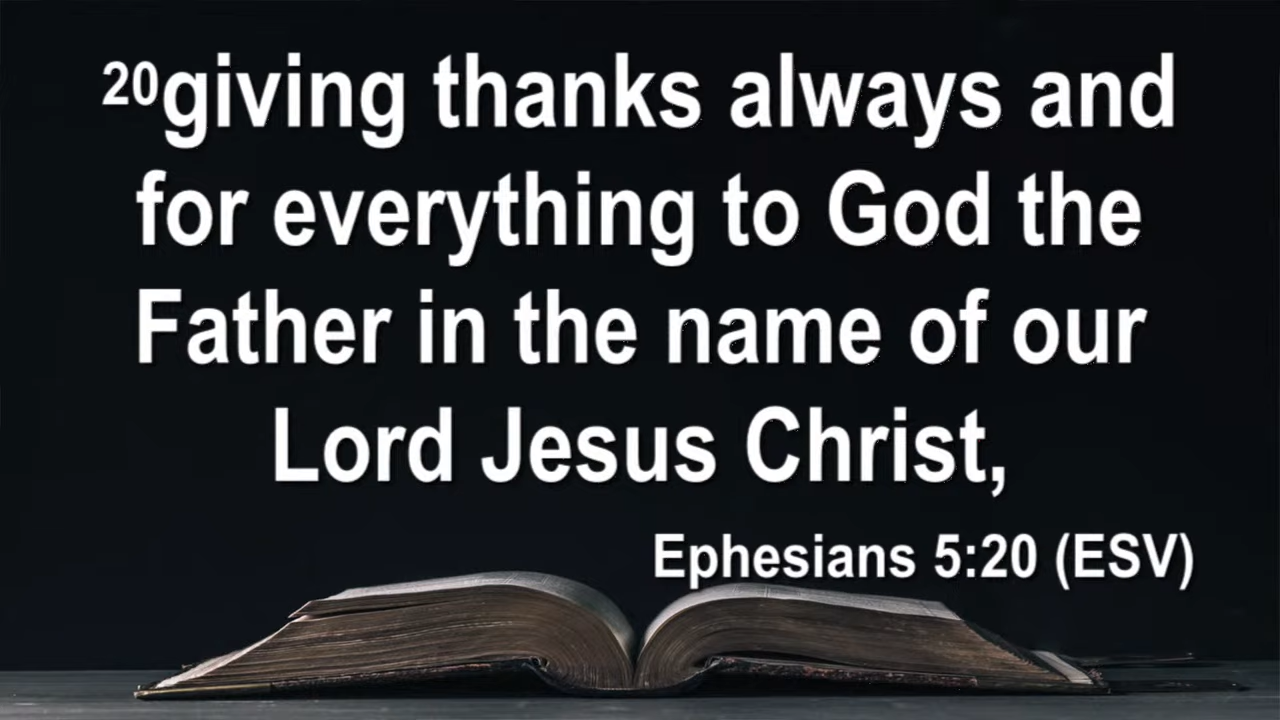 20giving thanks always and
for everything to God the
Father in the name of our
Lord Jesus Christ,
Ephesians 5:20 (ESV)